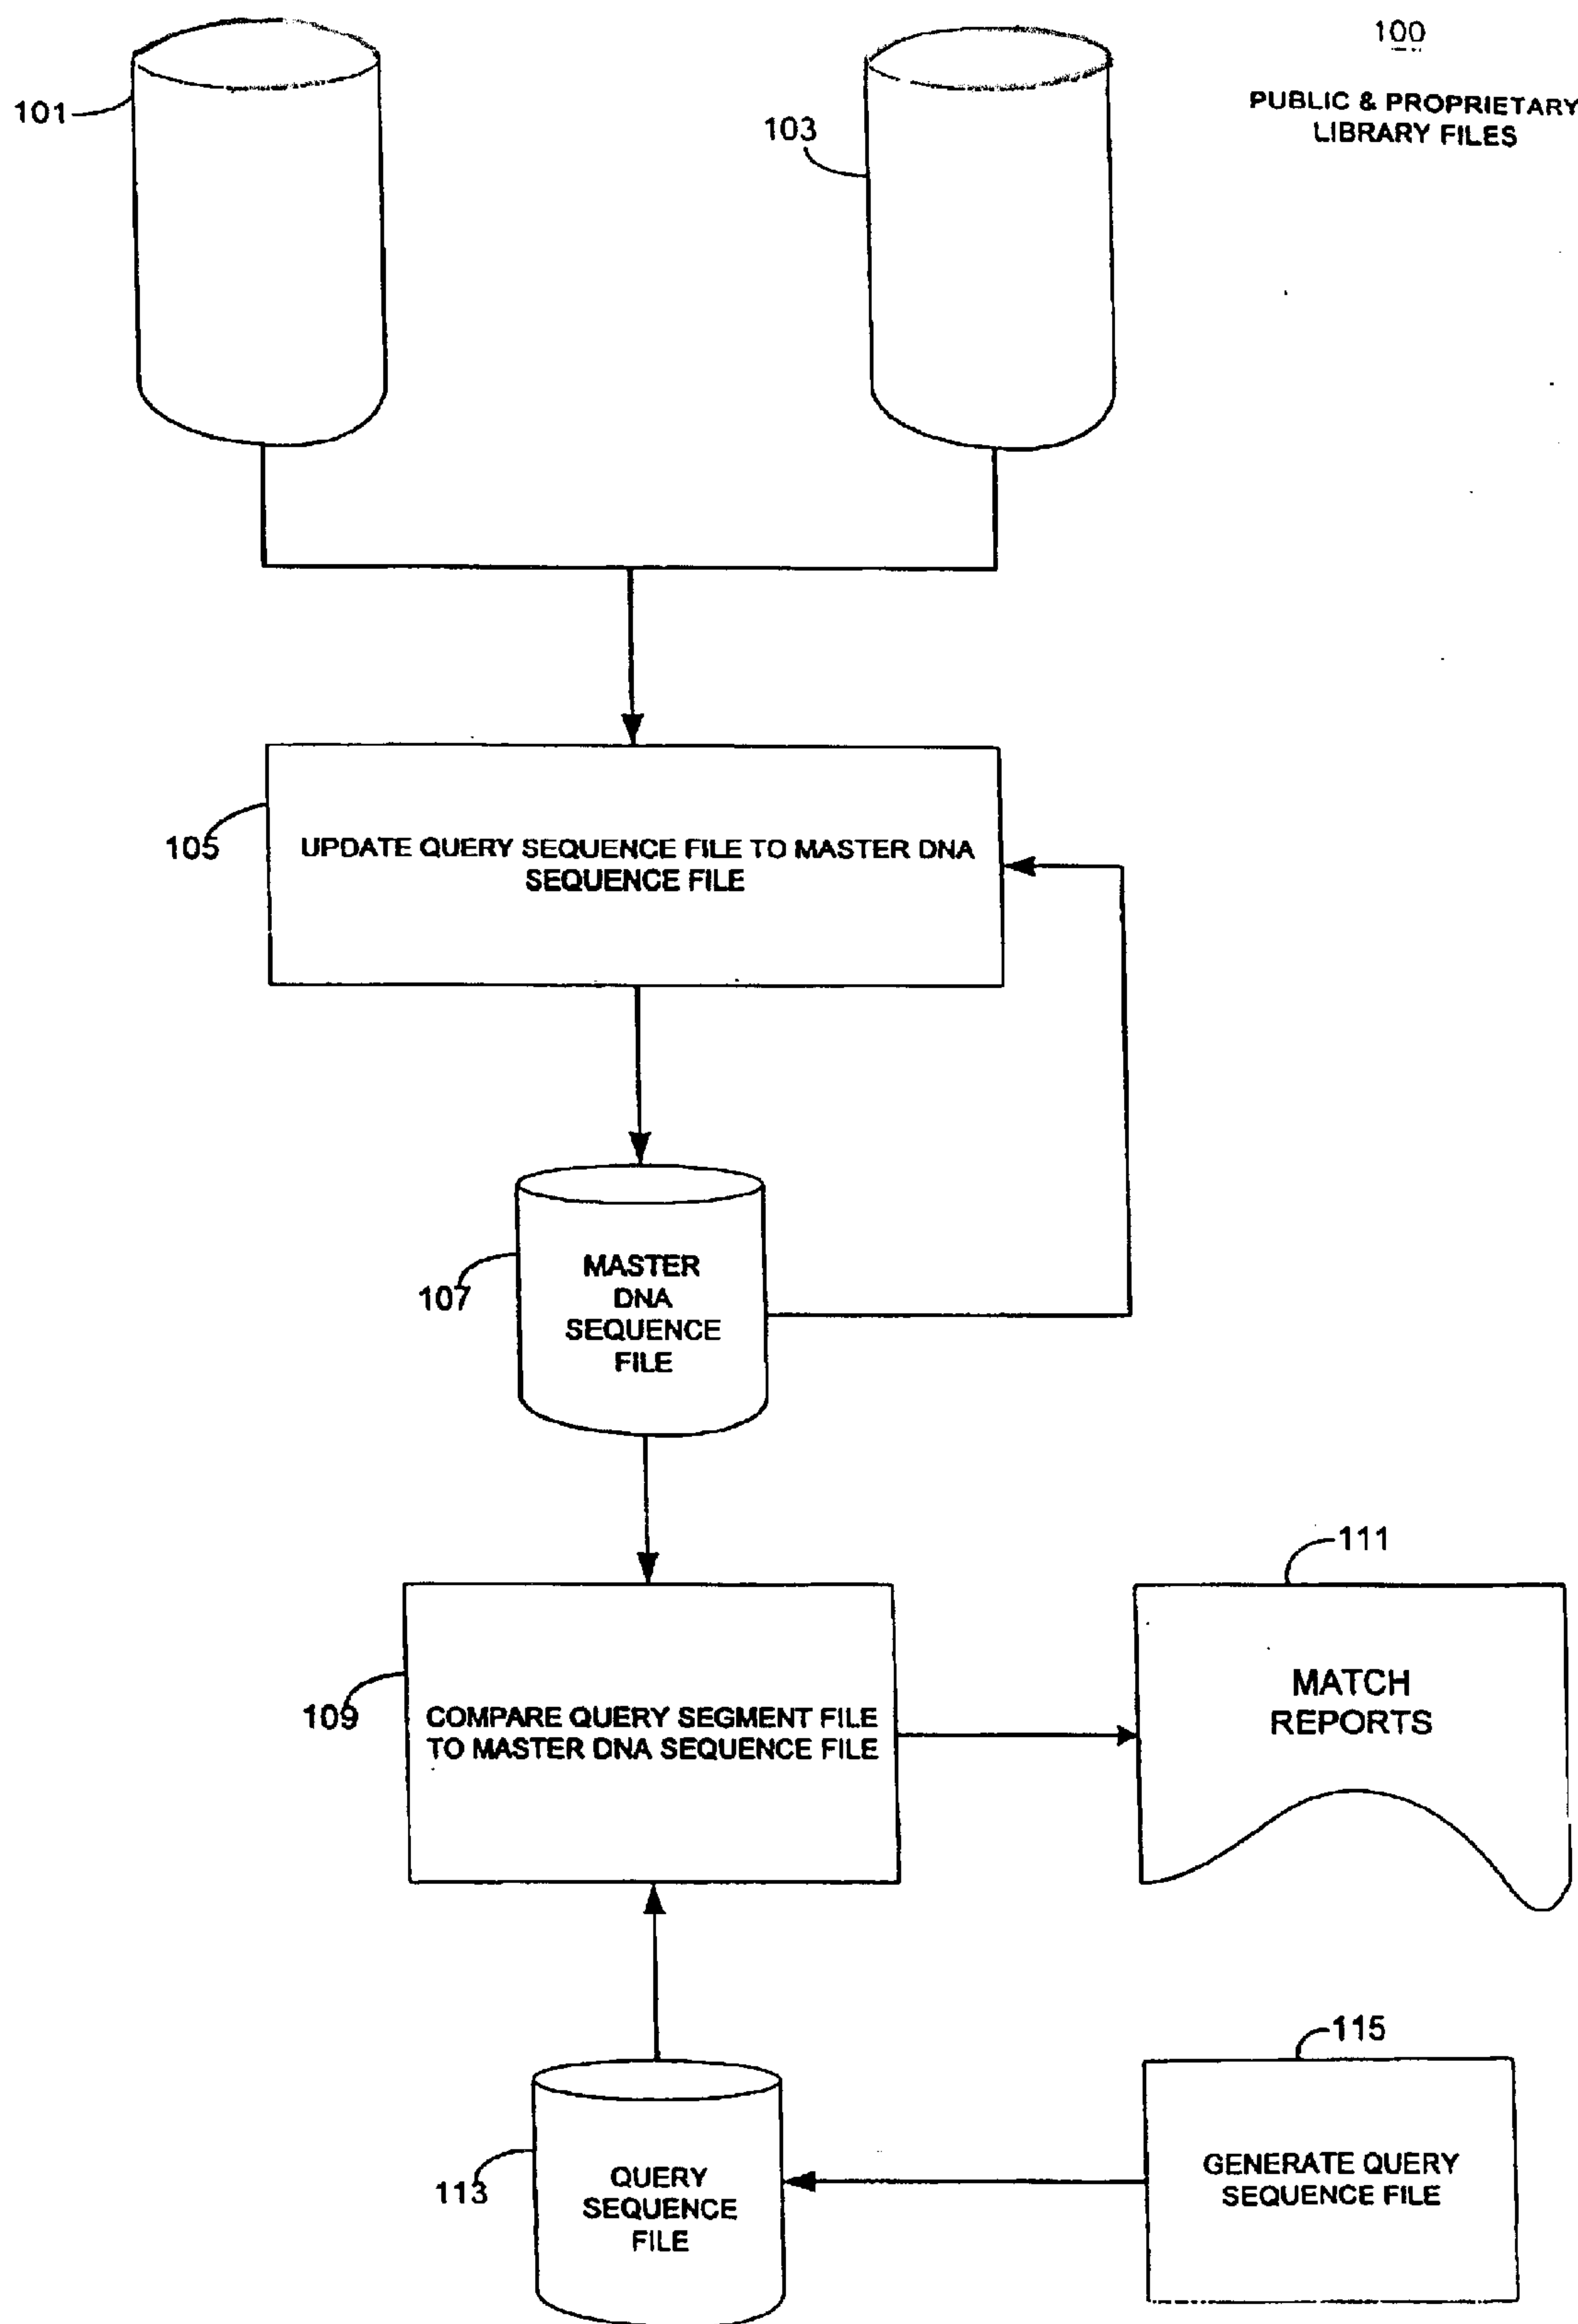 100
PUBLIC & PROPRIETARY
LIBRARY FILES
101
103
105
UPDATE QUERY SEQUENCE FILE TO MASTER DNA
SEQUENCE FILE
107
MASTER
DNA
SEQUENCE
FILE
111
109
COMPARE QUERY SEGMENT FILE
TO MASTER DNA SEQUENCE FILE
MATCH
REPORTS
115
113
QUERY
SEQUENCE
FILE
GENERATE QUERY
SEQUENCE FILE